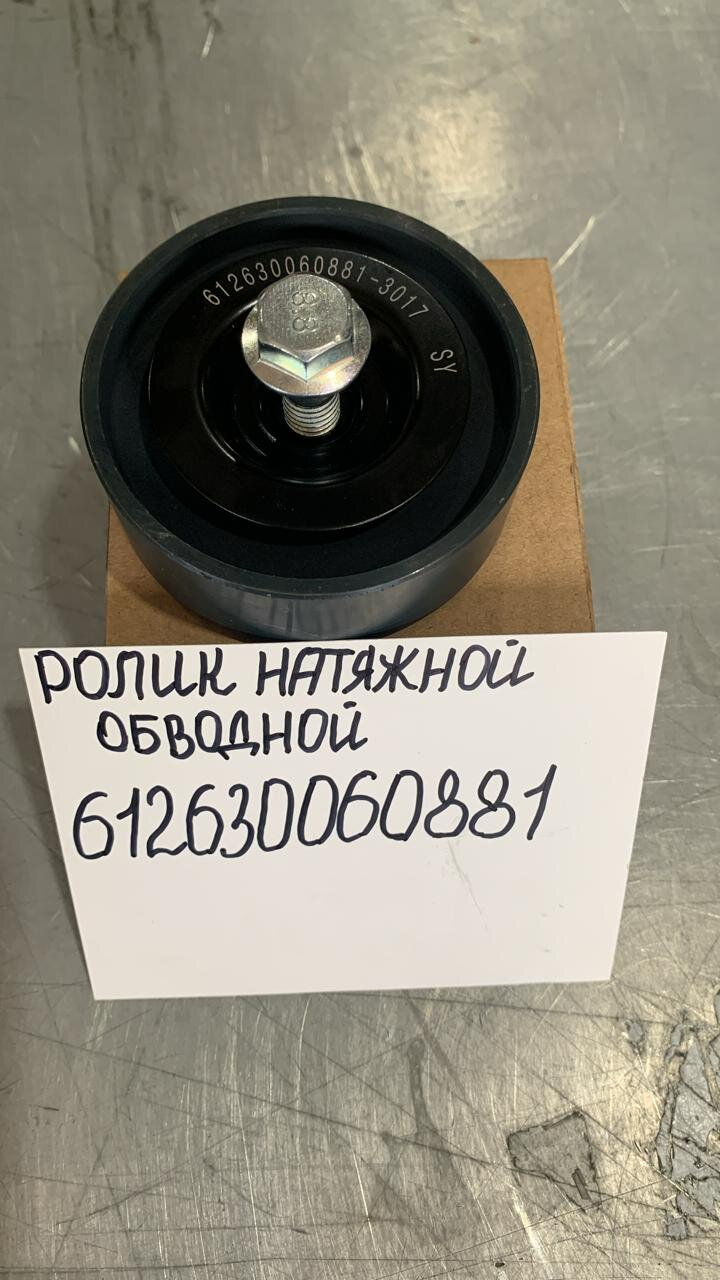 612630060881-3017 SY
8.8
РОЛИК НАТЯЖНОЙ
ОБВОДНОЙ
612630060881